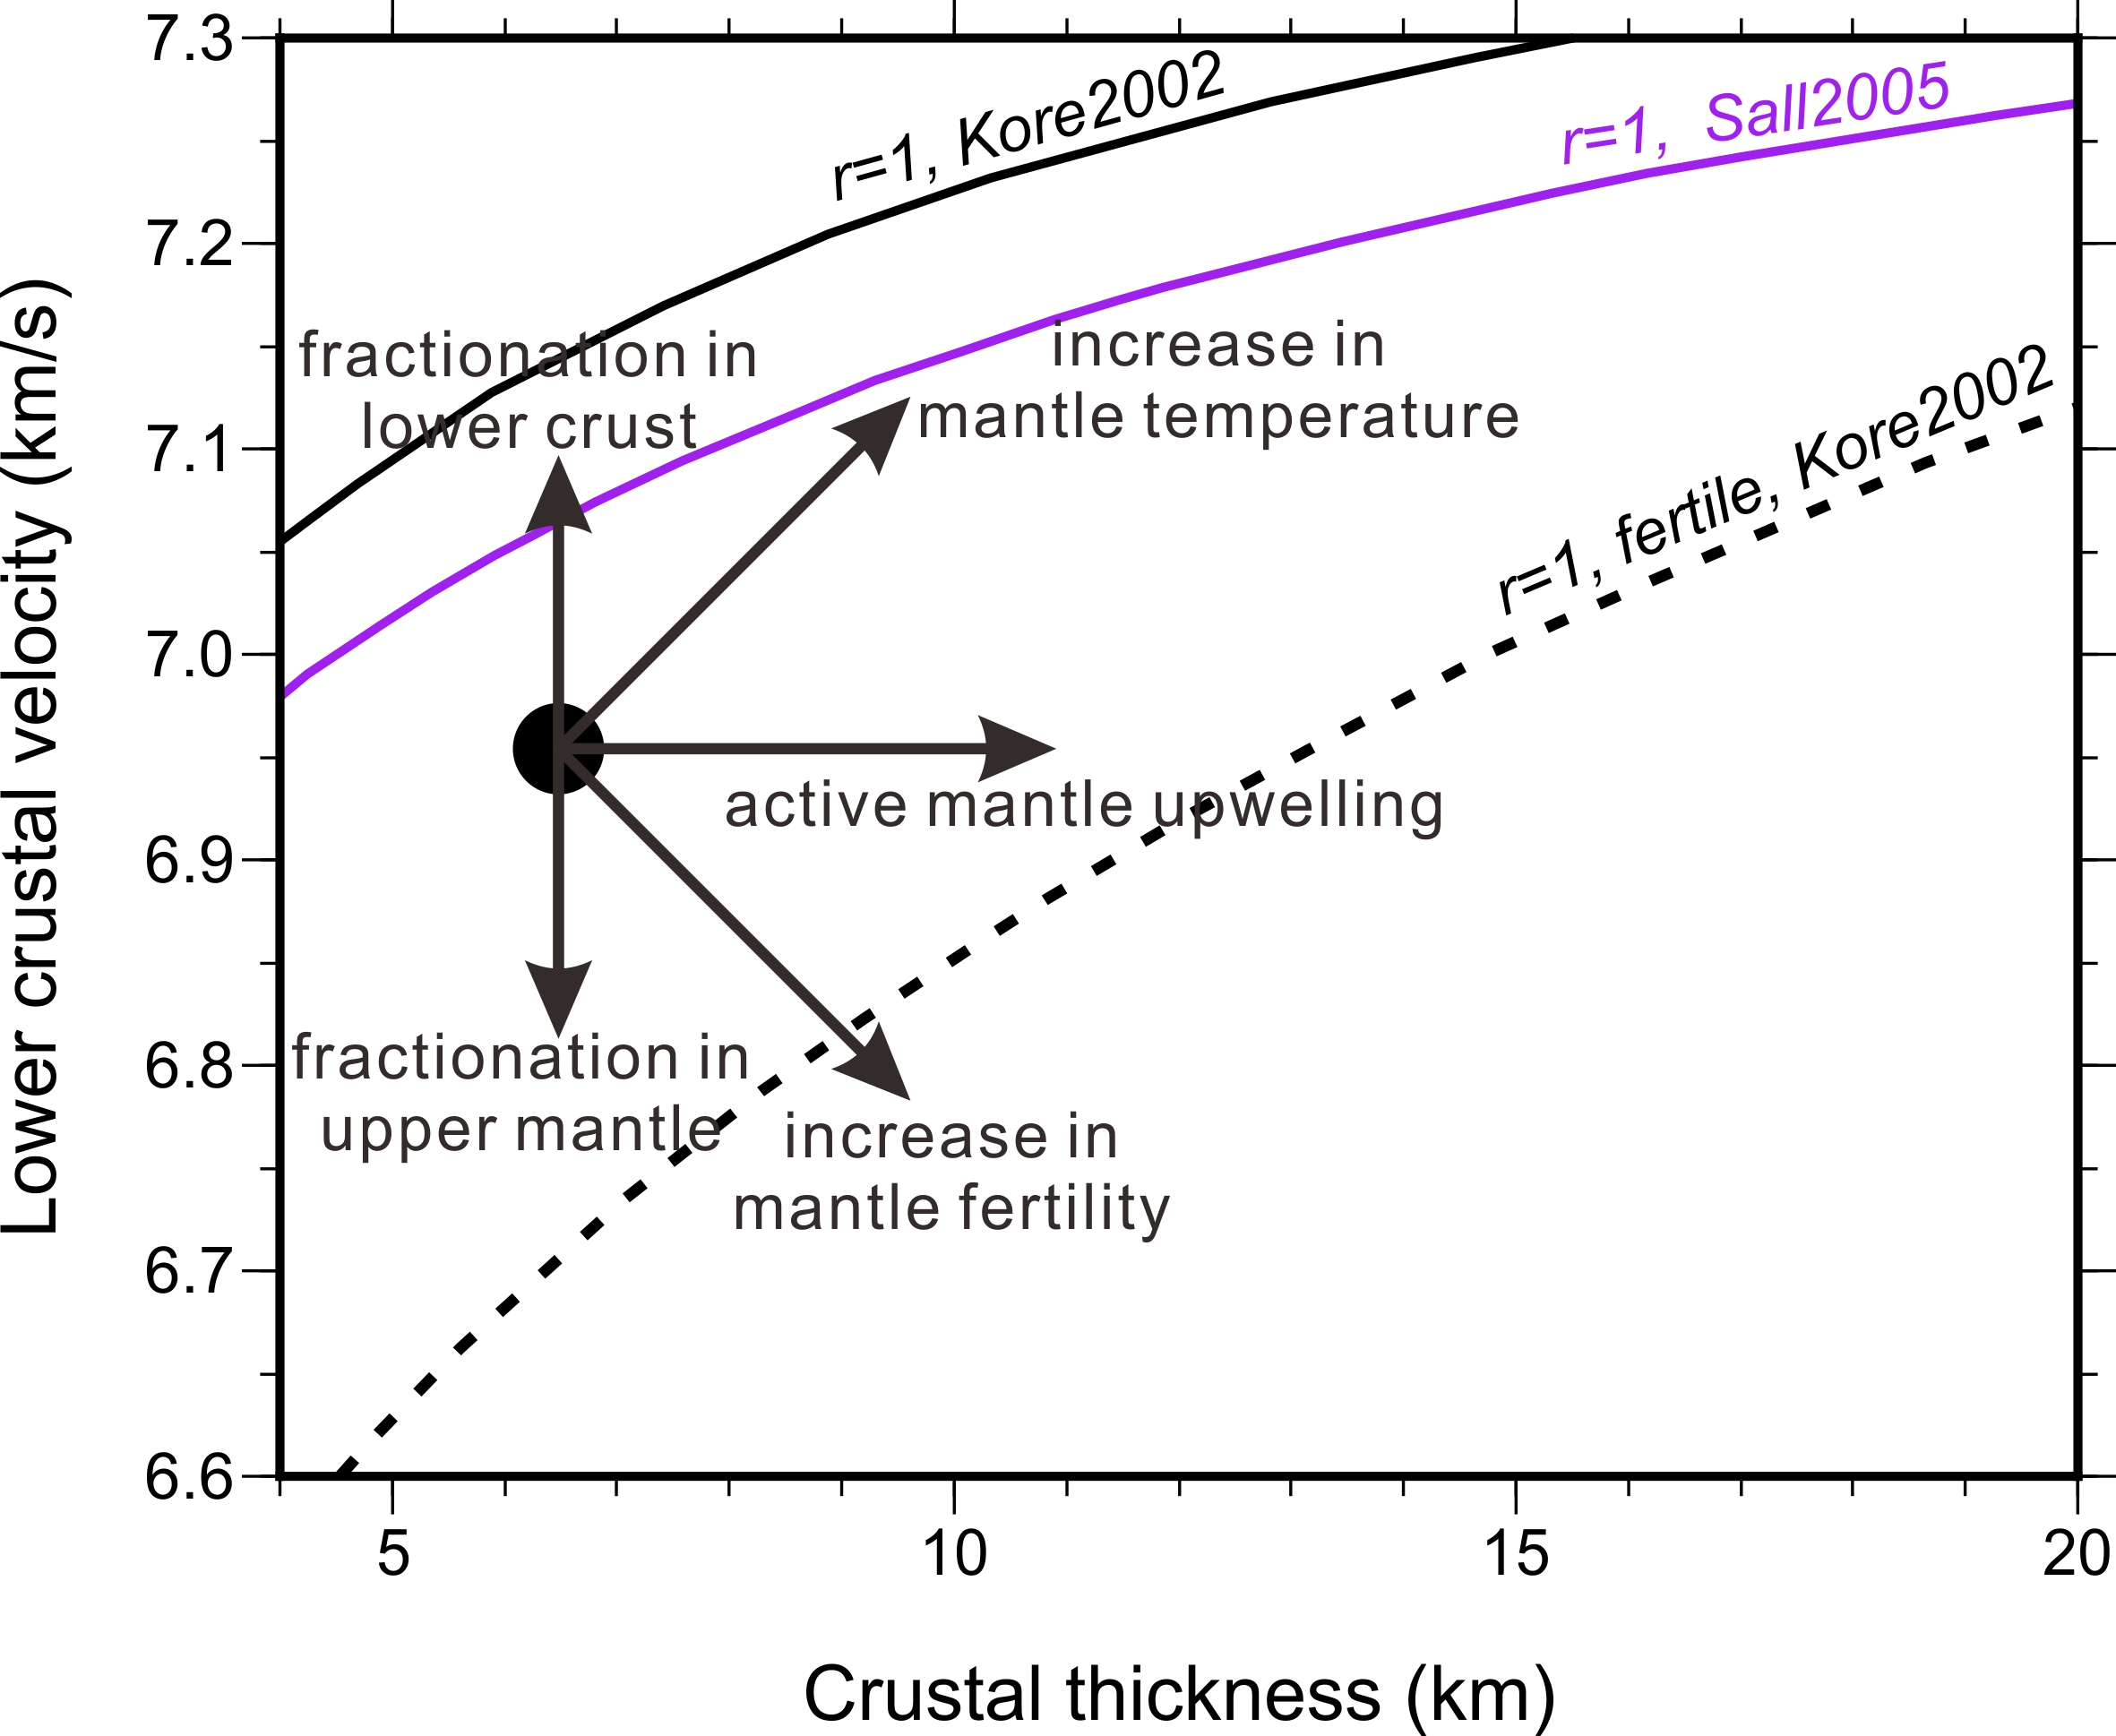 7.3
7.2
7.1
7.0
6.9
6.8
6.7
6.6
Lower crustal velocity (km/s)
r=1, Kore2002
r=1, Sall2005
fractionation in
lower crust
increase in
mantle temperature
r=1, fertile, Kore2002
active mantle upwelling
fractionation in
upper mantle
increase in
mantle fertility
5
10
15
20
Crustal thickness (km)